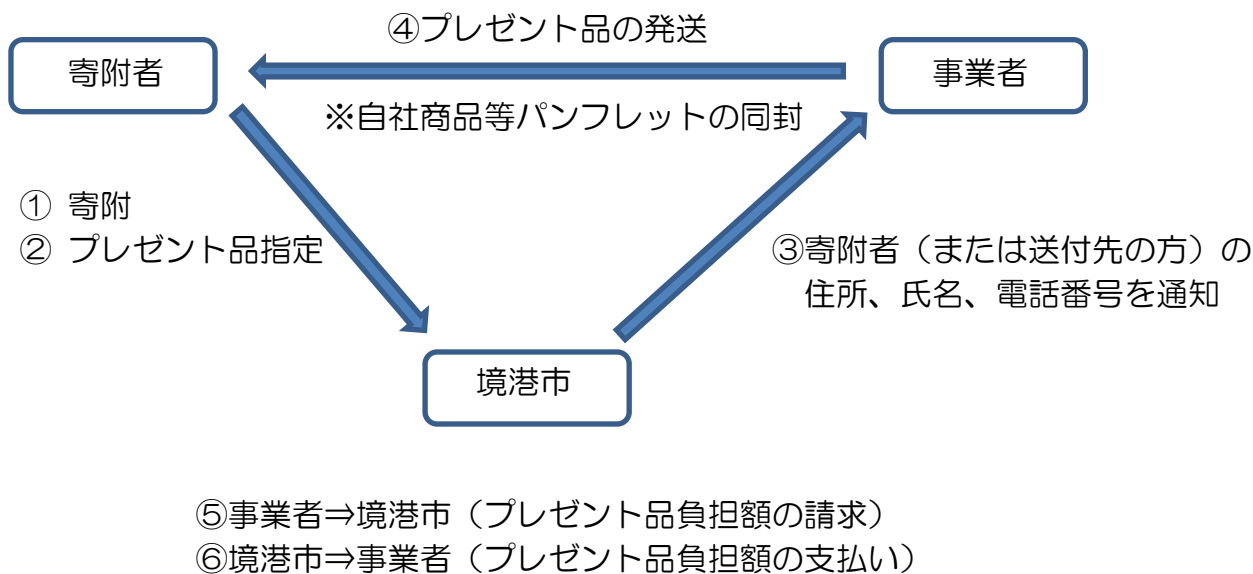 ④プレゼント品の発送
寄附者
事業者
※自社商品等パンフレットの同封
① 寄附
② プレゼント品指定
③寄附者（または送付先の方）の
住所、氏名、電話番号を通知
境港市
⑤事業者⇒境港市（プレゼント品負担額の請求）
⑥境港市⇒事業者（プレゼント品負担額の支払い）